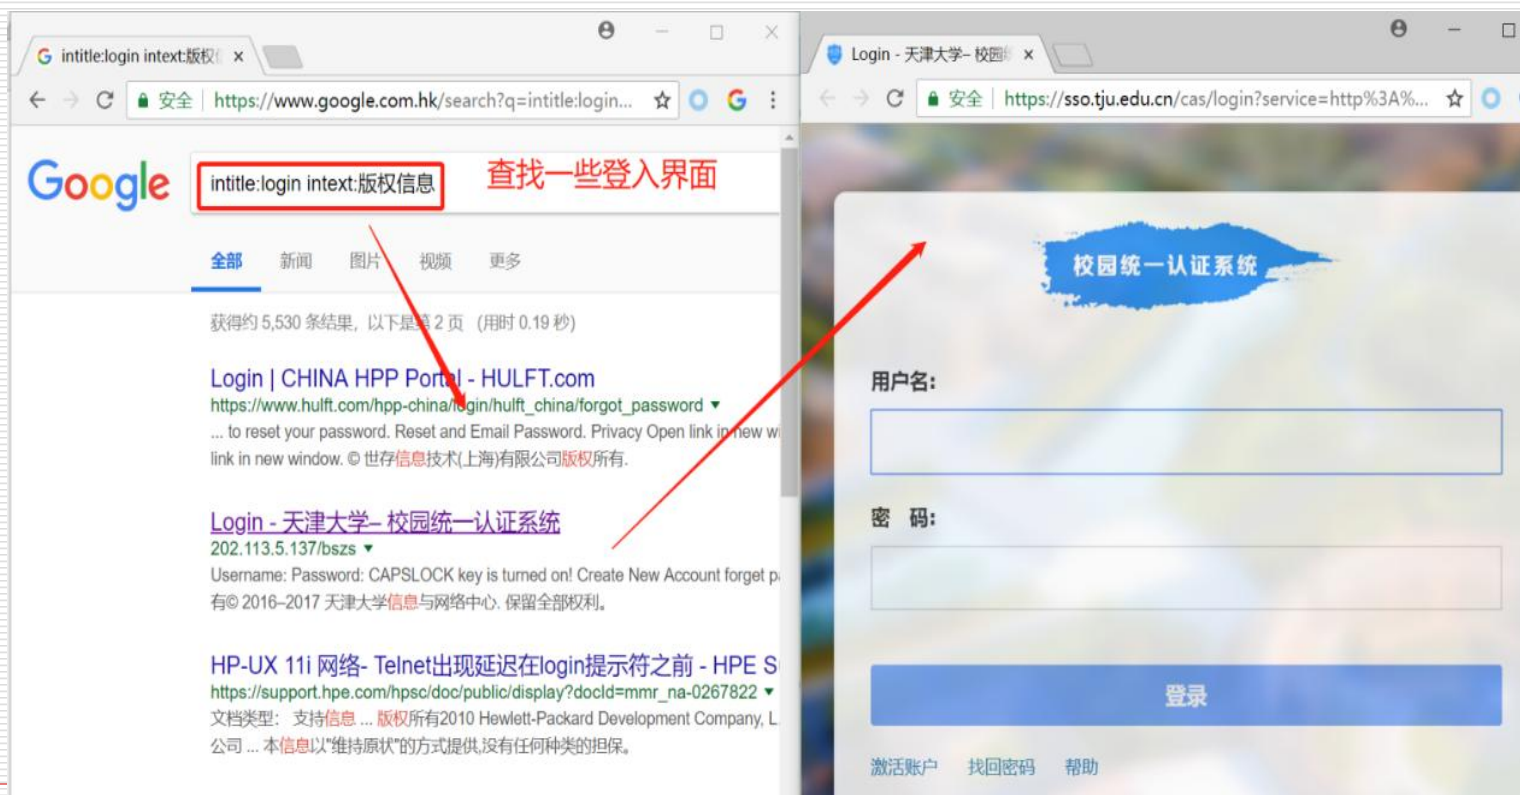 intitle:login intext:版权
安全 https://www.google.com.hk/search?q=intitle:login...
Google
intitle:login intext:版权信息
查找一些登入界面
全部 新闻 图片 视频 更多
获得约 5,530 条结果，以下是第 2 页 (用时 0.19 秒)
Login | CHINA HPP Portal - HULFT.com
https://www.hulft.com/hpp-china/login/hulft_china/forgot_password
... to reset your password. Reset and Email Password. Privacy Open link in new wi
link in new window. © 世存信息技术(上海)有限公司版权所有.
Login - 天津大学– 校园统一认证系统
202.113.5.137/bszs
Username: Password: CAPSLOCK key is turned on! Create New Account forget pa
有© 2016–2017 天津大学信息与网络中心. 保留全部权利。
HP-UX 11i 网络- Telnet出现延迟在login提示符之前 - HPE S
https://support.hpe.com/hpsc/doc/public/display?docId=mmr_na-0267822
文档类型： 支持信息 ... 版权所有2010 Hewlett-Packard Development Company, L.
公司 ... 本信息以"维持原状"的方式提供,没有任何种类的担保。
Login - 天津大学– 校园
安全 https://sso.tju.edu.cn/cas/login?service=http%3A%...
校园统一认证系统
用户名:
密 码:
登录
激活账户 找回密码 帮助